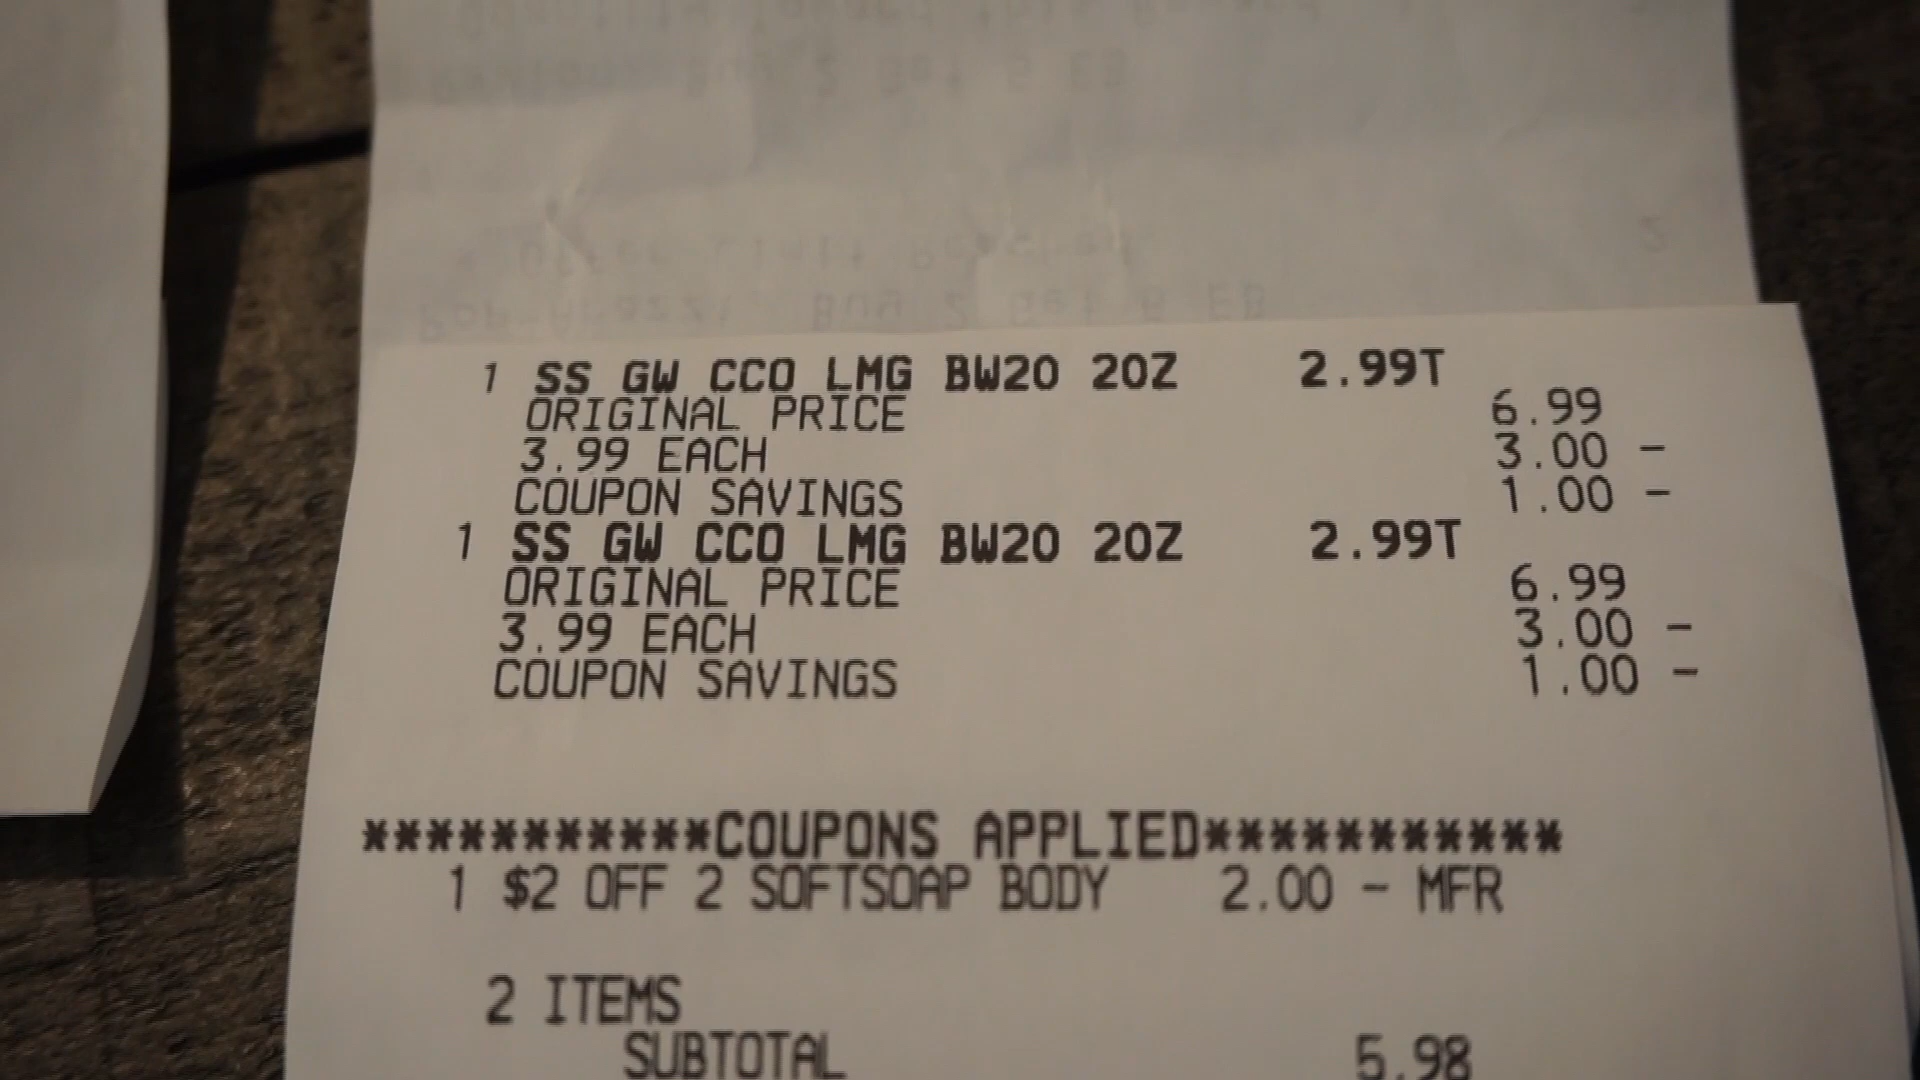 1 SS GW CCO LMG BW20 20Z 2.99T
ORIGINAL PRICE 6.99
3.99 EACH 3.00 -
COUPON SAVINGS 1.00 -
1 SS GW CCO LMG BW20 20Z 2.99T
ORIGINAL PRICE 6.99
3.99 EACH 3.00 -
COUPON SAVINGS 1.00 -
***********COUPONS APPLIED***********
1 $2 OFF 2 SOFTSOAP BODY 2.00 - MFR
2 ITEMS
SUBTOTAL 5.98